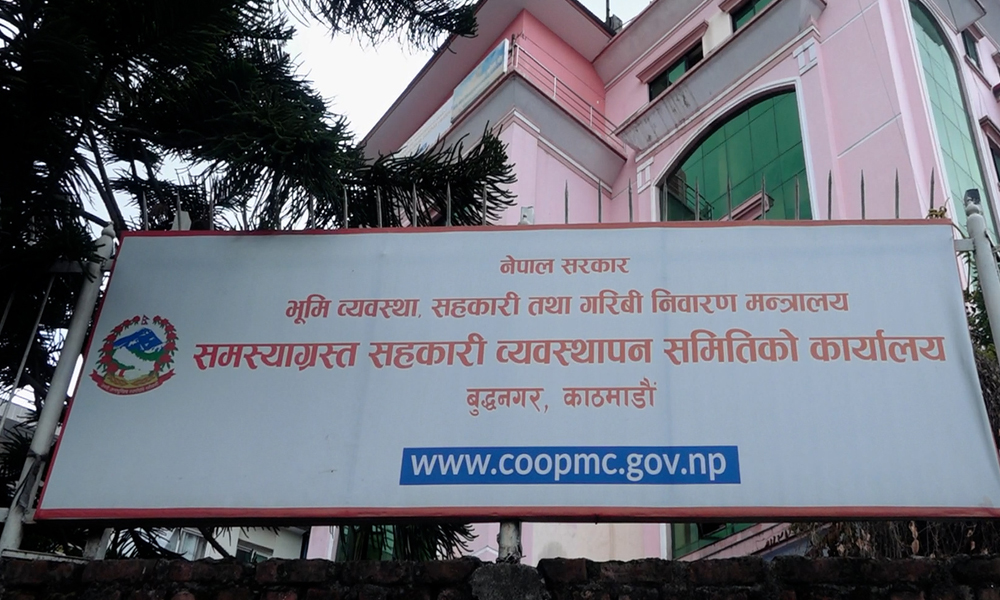 नेपाल सरकार
भूमि व्यवस्था, सहकारी तथा गरिबी निवारण मन्त्रालय
समस्याग्रस्त सहकारी व्यवस्थापन समितिको कार्यालय
बुद्धनगर, काठमाडौं
www.coopmc.gov.np